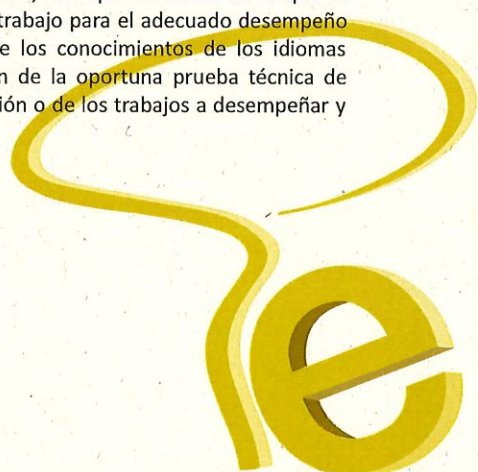 trabajo para el adecuado desempeño
e los conocimientos de los idiomas
n de la oportuna prueba técnica de
ión o de los trabajos a desempeñar y
e